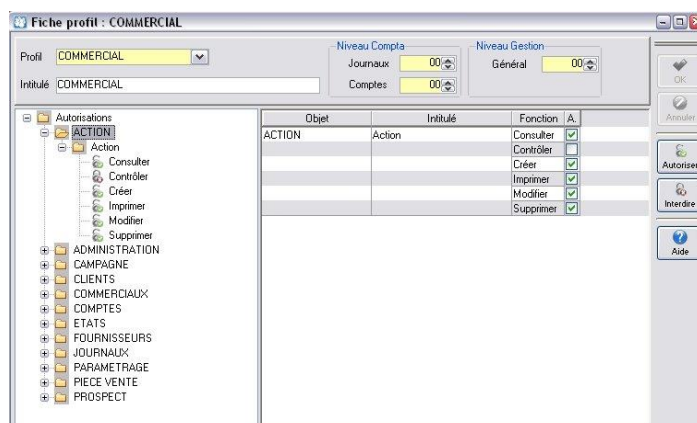 Fiche profil : COMMERCIAL
Profil COMMERCIAL
Intitulé COMMERCIAL
Niveau Compta
Journaux 00
Comptes 00
Niveau Gestion
Général 00
OK
Annuler
Autoriser
Interdire
Aide
Autorisations
ACTION
Action
Consulter
Contrôler
Créer
Imprimer
Modifier
Supprimer
ADMINISTRATION
CAMPAGNE
CLIENTS
COMMERCIAUX
COMPTES
ETATS
FOURNISSEURS
JOURNAUX
PARAMETRAGE
PIECE VENTE
PROSPECT
Objet Intitulé Fonction A.
ACTION Action Consulter
Contrôler
Créer
Imprimer
Modifier
Supprimer